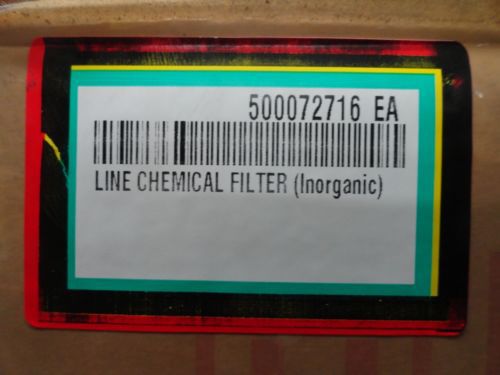 500072716 EA
LINE CHEMICAL FILTER (Inorganic)